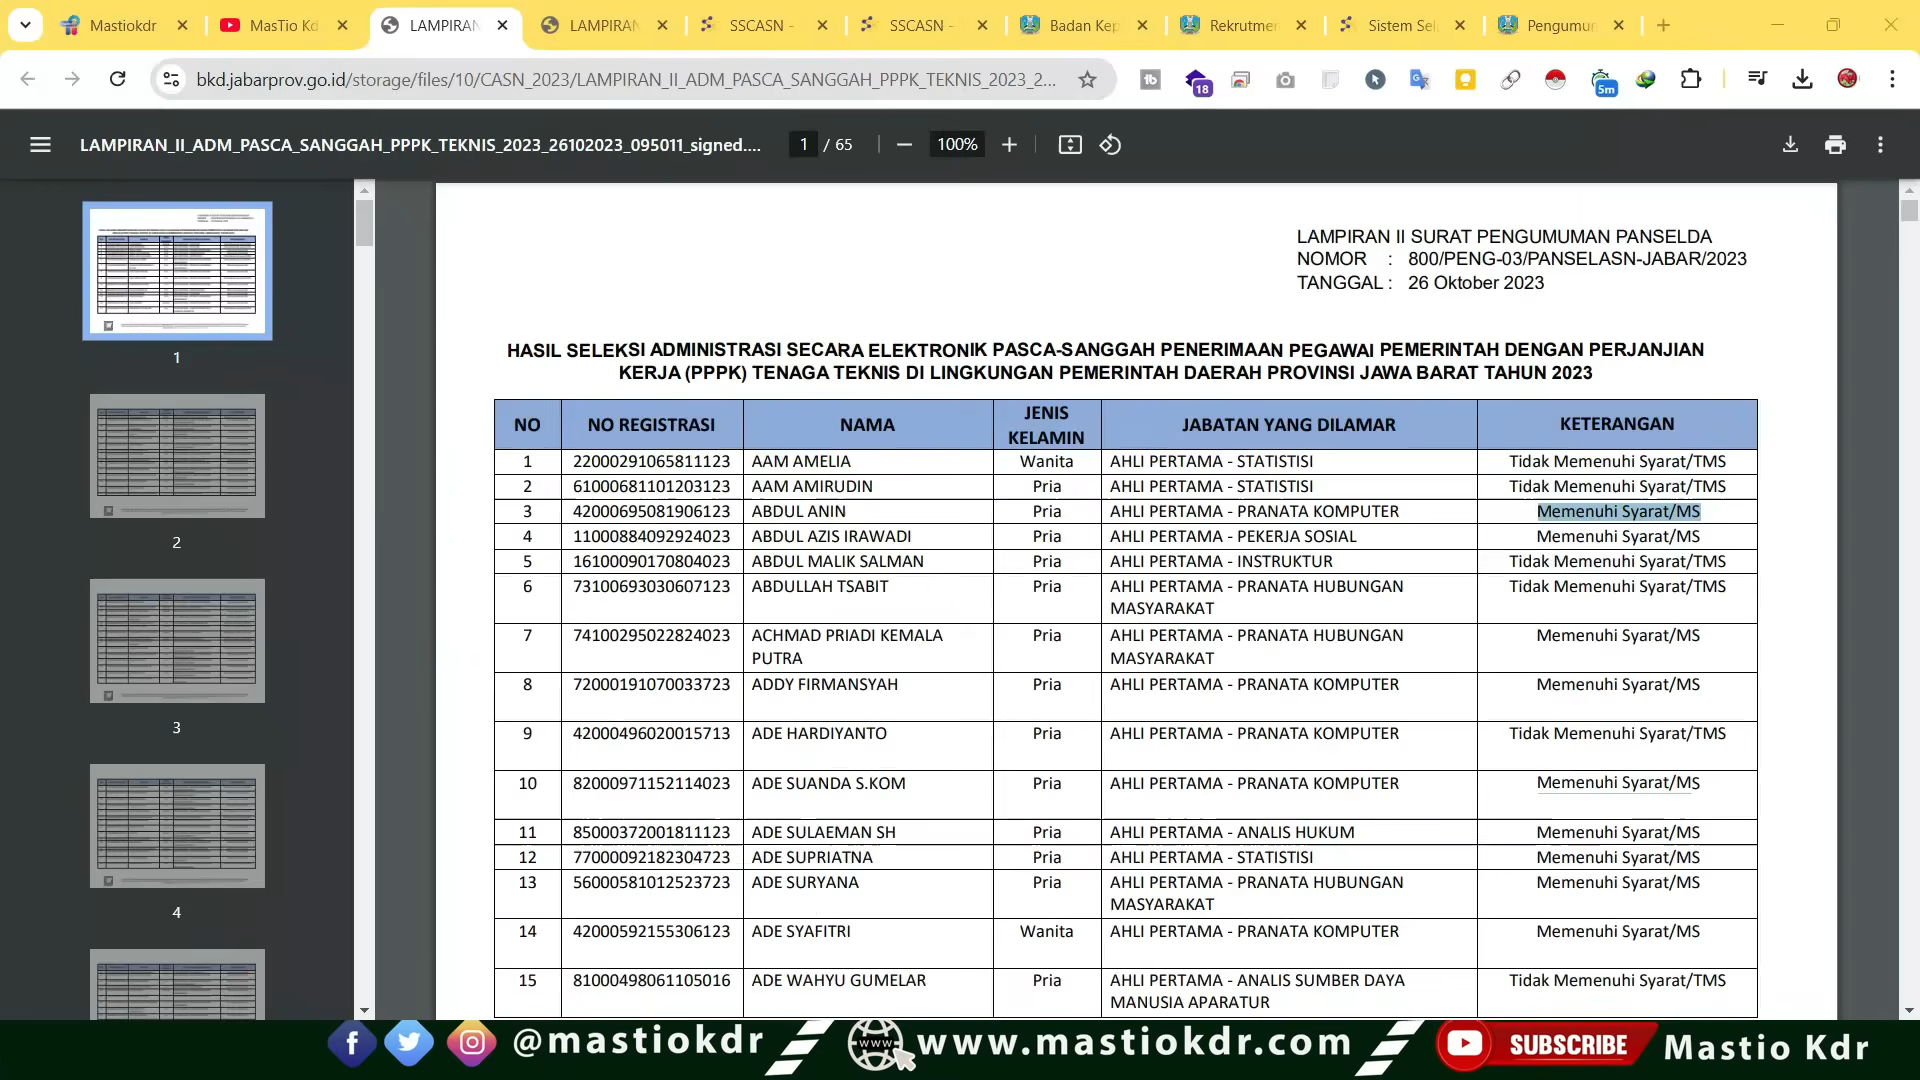 Mastiokdr
MasTio Kd
LAMPIRAN
LAMPIRAN
SSCASN -
SSCASN -
Badan Kep
Rekrutmen
Sistem Sel
Pengumum
bkd.jabarprov.go.id/storage/files/10/CASN_2023/LAMPIRAN_II_ADM_PASCA_SANGGAH_PPPK_TEKNIS_2023_2...
18
5m
LAMPIRAN_II_ADM_PASCA_SANGGAH_PPPK_TEKNIS_2023_26102023_095011_signed....
1 / 65
100%
1
2
3
4
LAMPIRAN II SURAT PENGUMUMAN PANSELDA
NOMOR : 800/PENG-03/PANSELASN-JABAR/2023
TANGGAL : 26 Oktober 2023
HASIL SELEKSI ADMINISTRASI SECARA ELEKTRONIK PASCA-SANGGAH PENERIMAAN PEGAWAI PEMERINTAH DENGAN PERJANJIAN
KERJA (PPPK) TENAGA TEKNIS DI LINGKUNGAN PEMERINTAH DAERAH PROVINSI JAWA BARAT TAHUN 2023
NO NO REGISTRASI NAMA JENIS KELAMIN JABATAN YANG DILAMAR KETERANGAN
1 22000291065811123 AAM AMELIA Wanita AHLI PERTAMA - STATISTISI Tidak Memenuhi Syarat/TMS
2 61000681101203123 AAM AMIRUDIN Pria AHLI PERTAMA - STATISTISI Tidak Memenuhi Syarat/TMS
3 42000695081906123 ABDUL ANIN Pria AHLI PERTAMA - PRANATA KOMPUTER Memenuhi Syarat/MS
4 11000884092924023 ABDUL AZIS IRAWADI Pria AHLI PERTAMA - PEKERJA SOSIAL Memenuhi Syarat/MS
5 16100090170804023 ABDUL MALIK SALMAN Pria AHLI PERTAMA - INSTRUKTUR Tidak Memenuhi Syarat/TMS
6 73100693030607123 ABDULLAH TSABIT Pria AHLI PERTAMA - PRANATA HUBUNGAN Tidak Memenuhi Syarat/TMS
MASYARAKAT
7 74100295022824023 ACHMAD PRIADI KEMALA Pria AHLI PERTAMA - PRANATA HUBUNGAN Memenuhi Syarat/MS
PUTRA MASYARAKAT
8 72000191070033723 ADDY FIRMANSYAH Pria AHLI PERTAMA - PRANATA KOMPUTER Memenuhi Syarat/MS
9 42000496020015713 ADE HARDIYANTO Pria AHLI PERTAMA - PRANATA KOMPUTER Tidak Memenuhi Syarat/TMS
10 82000971152114023 ADE SUANDA S.KOM Pria AHLI PERTAMA - PRANATA KOMPUTER Memenuhi Syarat/MS
11 85000372001811123 ADE SULAEMAN SH Pria AHLI PERTAMA - ANALIS HUKUM Memenuhi Syarat/MS
12 77000092182304723 ADE SUPRIATNA Pria AHLI PERTAMA - STATISTISI Memenuhi Syarat/MS
13 56000581012523723 ADE SURYANA Pria AHLI PERTAMA - PRANATA HUBUNGAN Memenuhi Syarat/MS
MASYARAKAT
14 42000592155306123 ADE SYAFITRI Wanita AHLI PERTAMA - PRANATA KOMPUTER Memenuhi Syarat/MS
15 81000498061105016 ADE WAHYU GUMELAR Pria AHLI PERTAMA - ANALIS SUMBER DAYA Tidak Memenuhi Syarat/TMS
MANUSIA APARATUR
@mastiokdr www.mastiokdr.com SUBSCRIBE Mastio Kdr